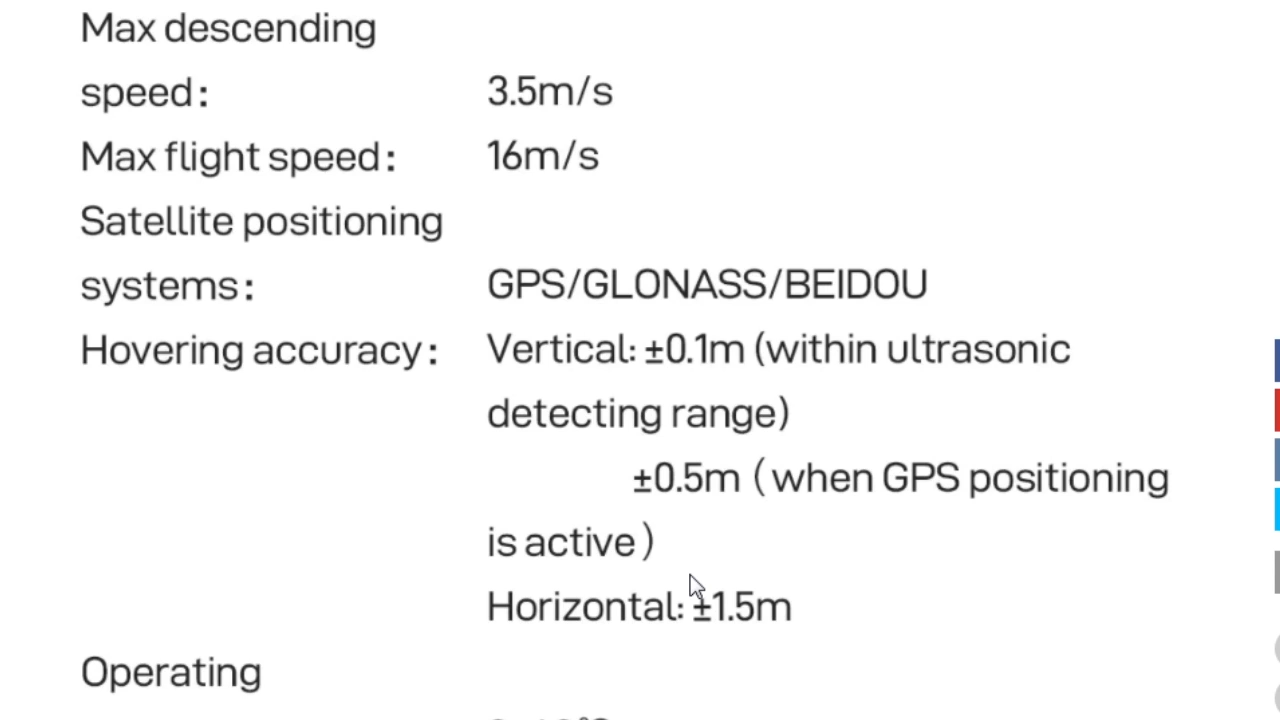 Max descending
speed: 3.5m/s
Max flight speed: 16m/s
Satellite positioning
systems: GPS/GLONASS/BEIDOU
Hovering accuracy: Vertical: ±0.1m (within ultrasonic
detecting range)
±0.5m (when GPS positioning
is active)
Horizontal: ±1.5m
Operating